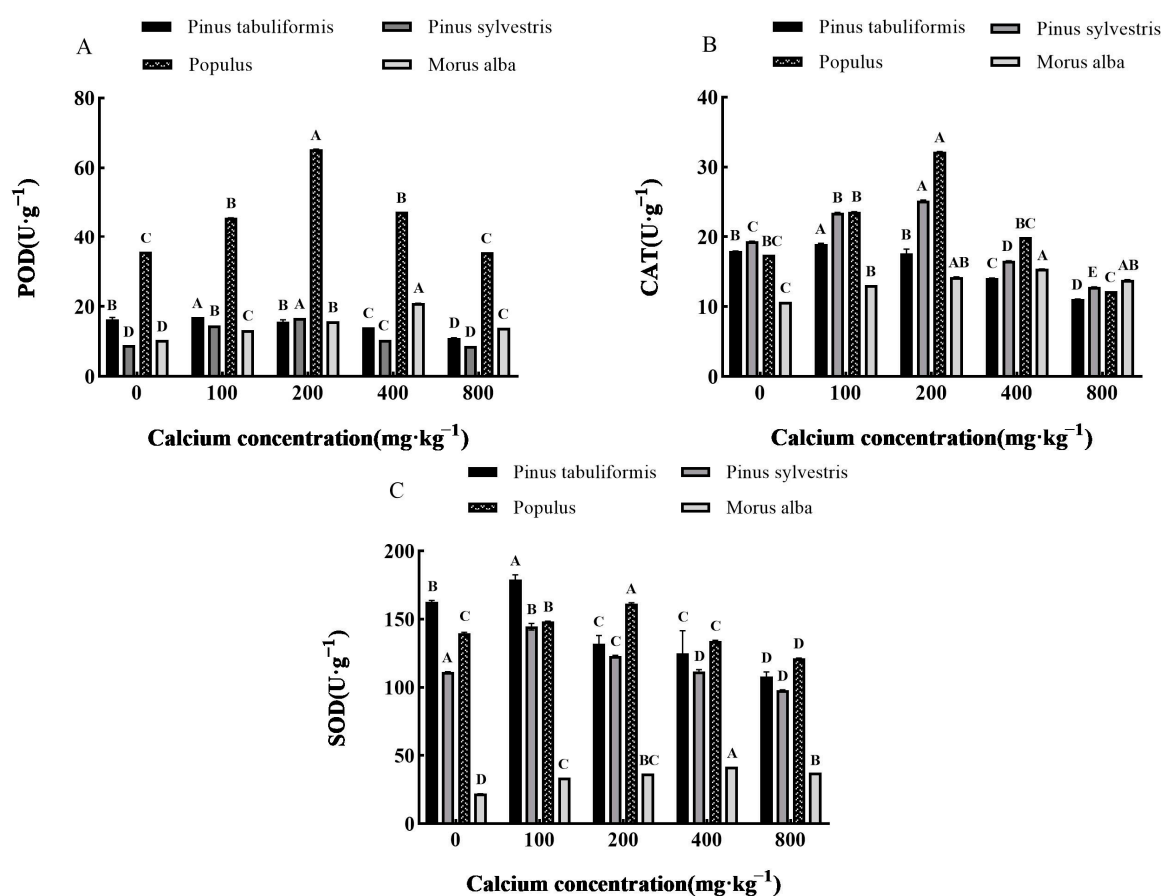 A
Pinus tabuliformis Pinus sylvestris
Populus Morus alba
POD(U·g⁻¹)
80
60
40
20
0
B D C D
A B B C
B A A B
C C B A
D D C C
0 100 200 400 800
Calcium concentration(mg·kg⁻¹)
B
Pinus tabuliformis Pinus sylvestris
Populus Morus alba
CAT(U·g⁻¹)
40
30
20
10
0
B C BC C
A B B B
B A A AB
C D BC A
D E C AB
0 100 200 400 800
Calcium concentration(mg·kg⁻¹)
C
Pinus tabuliformis Pinus sylvestris
Populus Morus alba
SOD(U·g⁻¹)
200
150
100
50
0
B A C D
A B B C
C C A BC
C D C A
D D D B
0 100 200 400 800
Calcium concentration(mg·kg⁻¹)